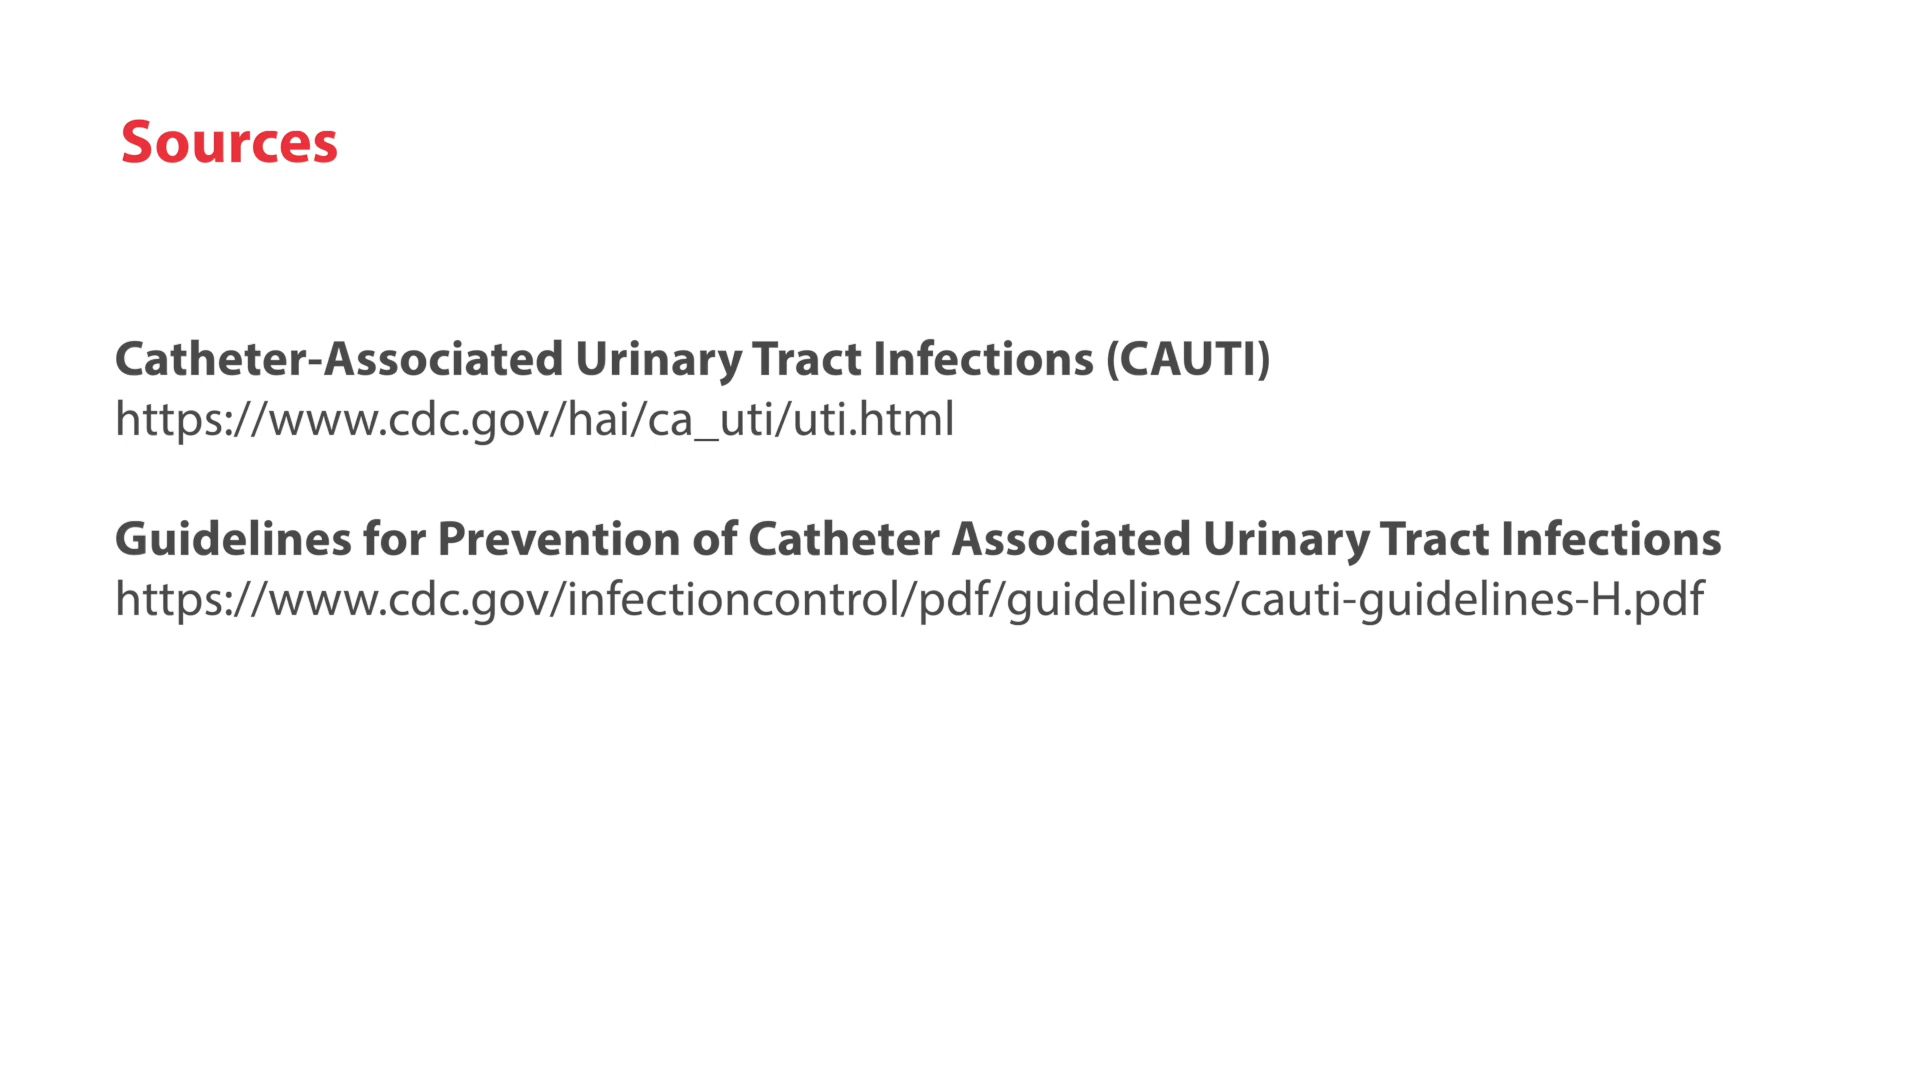 Sources
Catheter-Associated Urinary Tract Infections (CAUTI)
https://www.cdc.gov/hai/ca_uti/uti.html
Guidelines for Prevention of Catheter Associated Urinary Tract Infections
https://www.cdc.gov/infectioncontrol/pdf/guidelines/cauti-guidelines-H.pdf